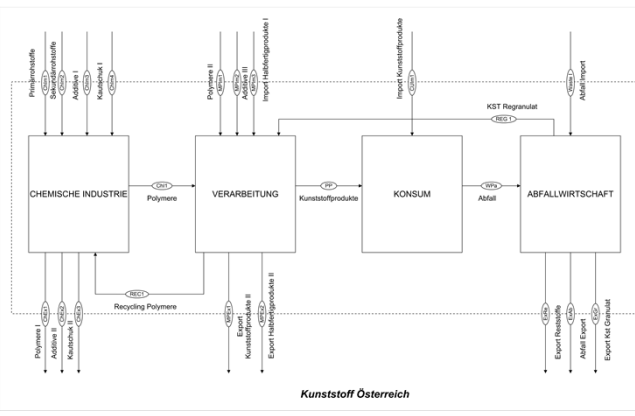 Primärrohstoffe
Sekundärrohstoffe
Additive I
Kautschuk I
Polymere II
Additive III
Import Halbfertigprodukte I
Import Kunststoffprodukte
Abfall Import
KST Regranulat
REG 1
CHEMISCHE INDUSTRIE
CHI1
Polymere
VERARBEITUNG
PP
Kunststoffprodukte
KONSUM
WPa
Abfall
ABFALLWIRTSCHAFT
REC1
Recycling Polymere
Polymere I
Additive II
Kautschuk II
Export
Kunststoffprodukte II
Export Halbfertigprodukte II
Export Reststoffe
Abfall Export
Export Kst Granulat
Kunststoff Österreich